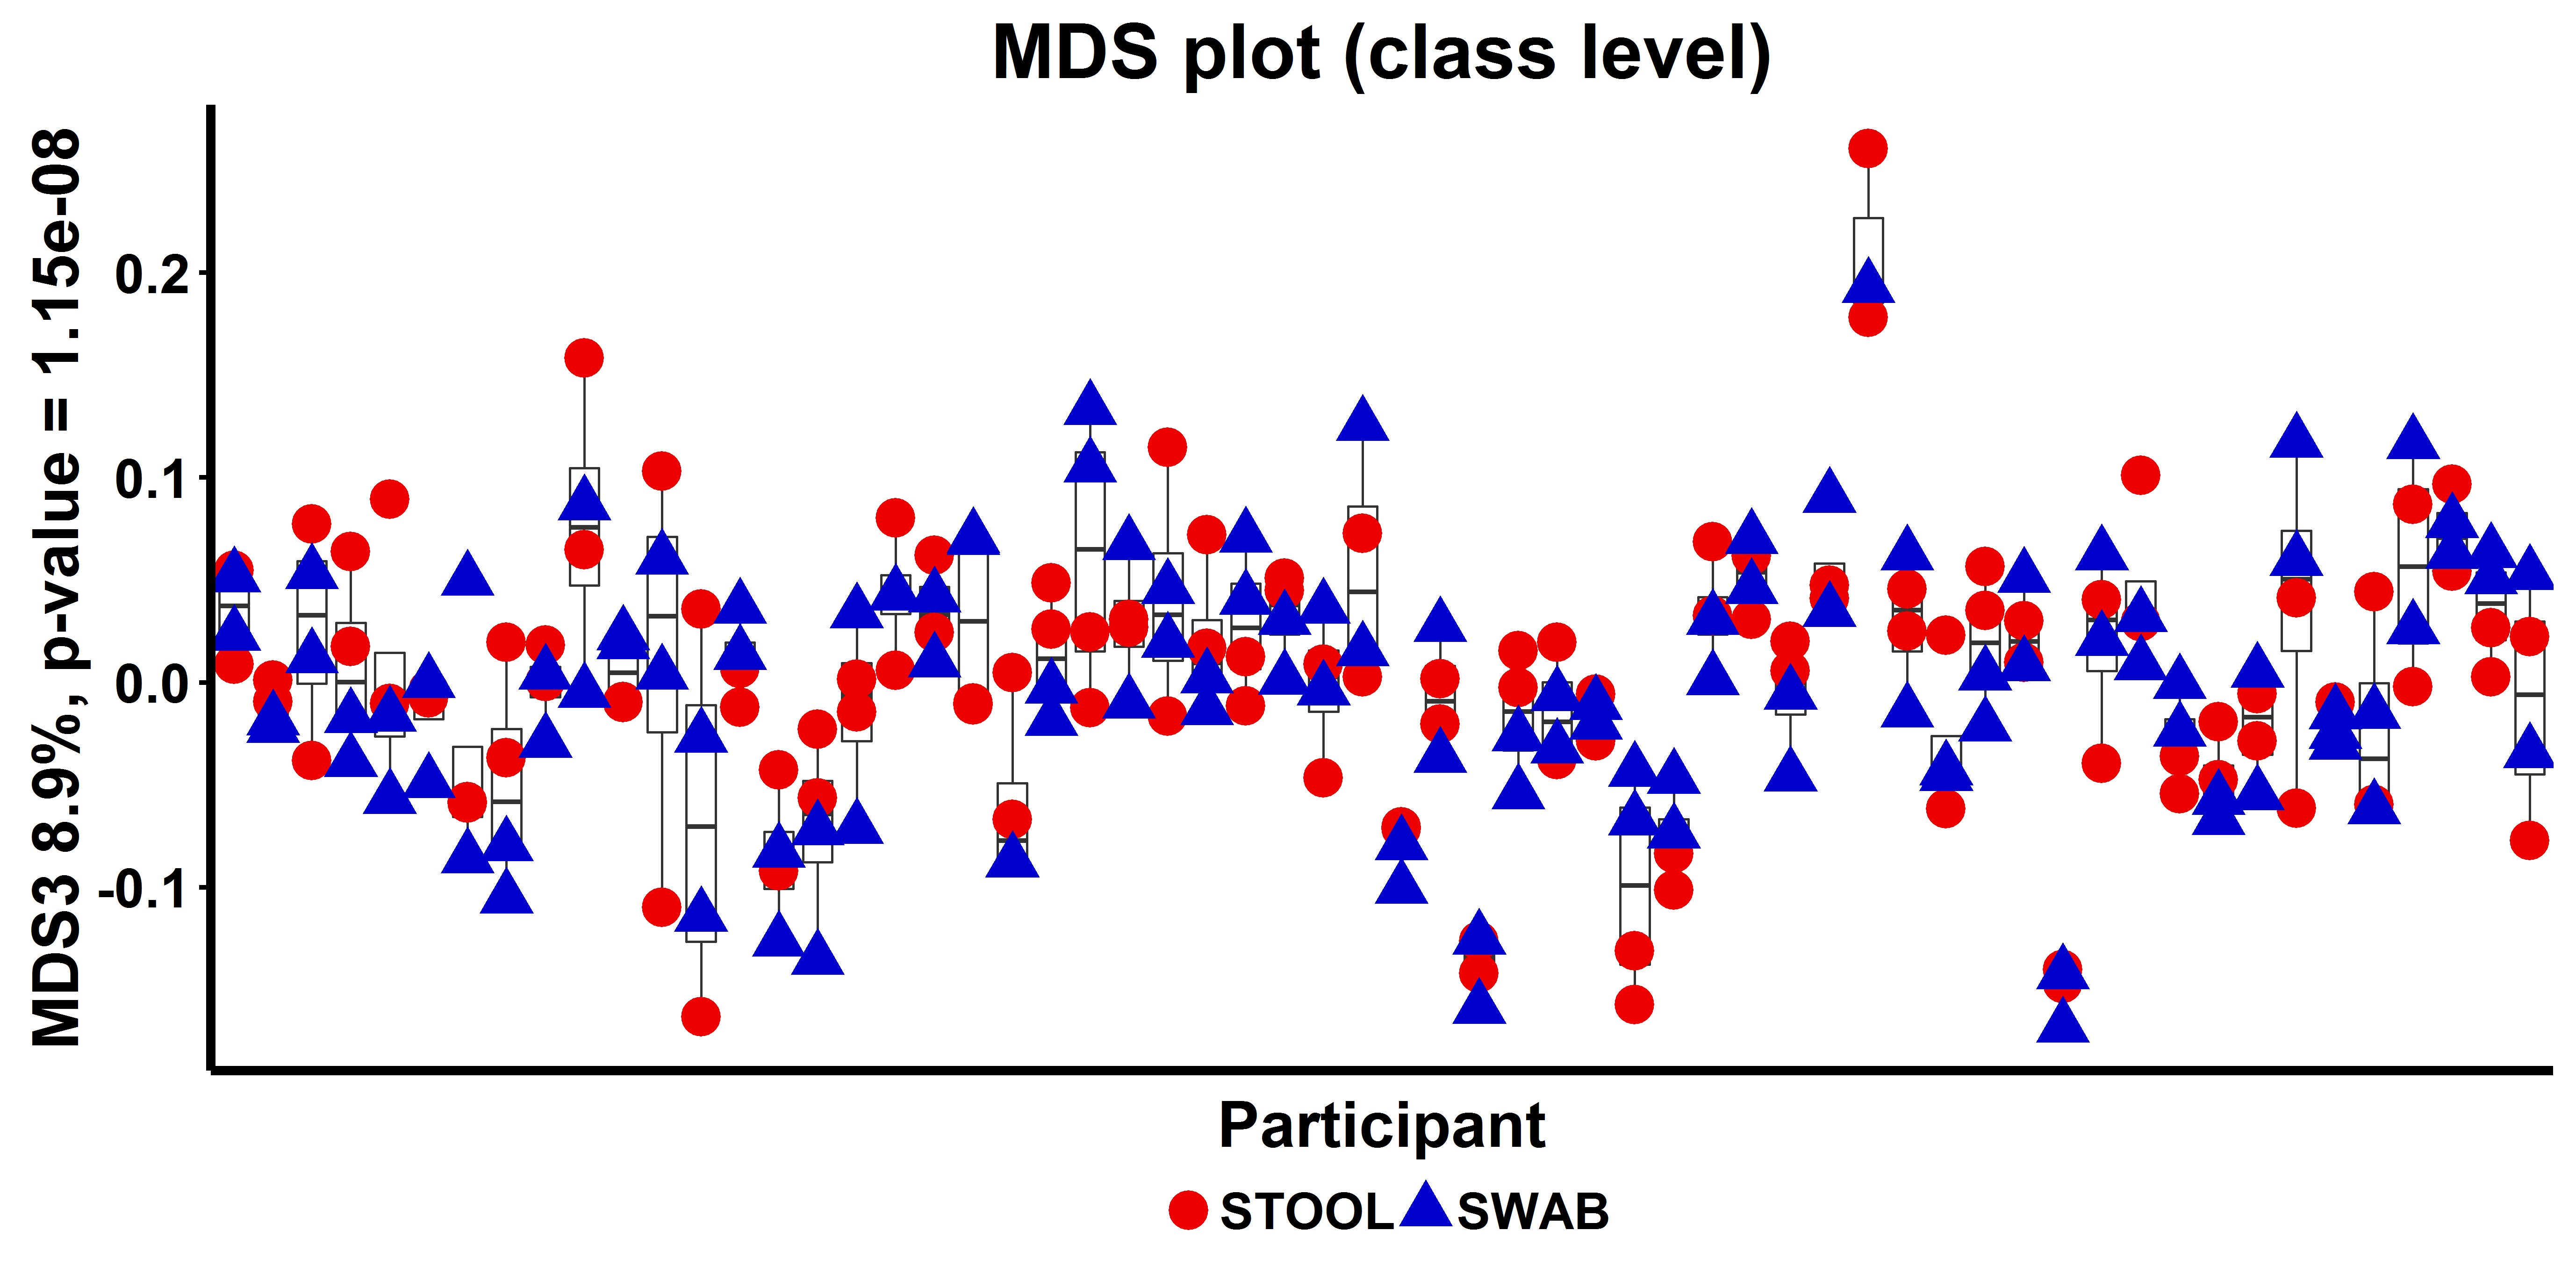 MDS plot (class level)
MDS3 8.9%, p-value = 1.15e-08
0.2
0.1
0.0
-0.1
Participant
STOOL SWAB